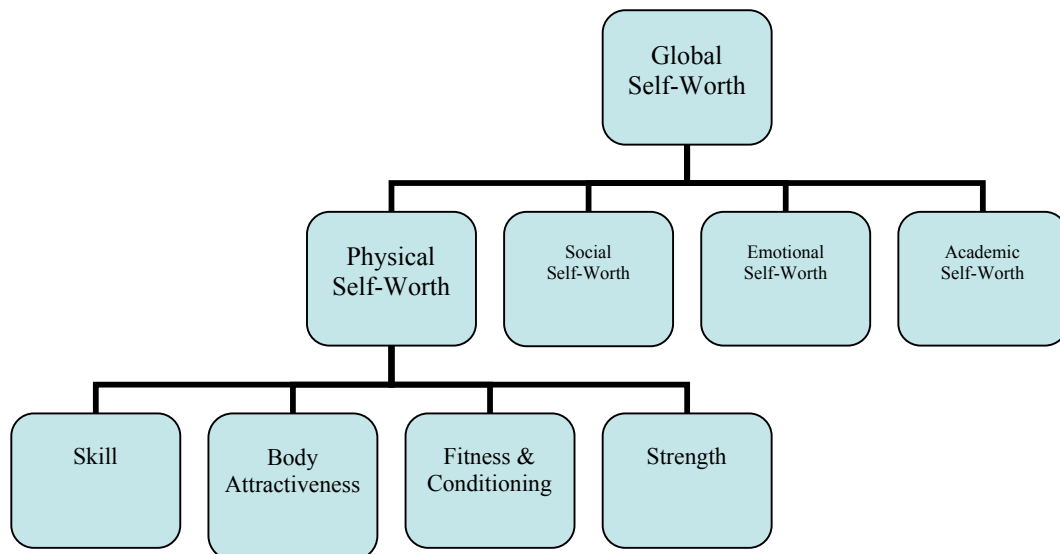 Global
Self-Worth
Physical
Self-Worth
Social
Self-Worth
Emotional
Self-Worth
Academic
Self-Worth
Skill
Body
Attractiveness
Fitness &
Conditioning
Strength